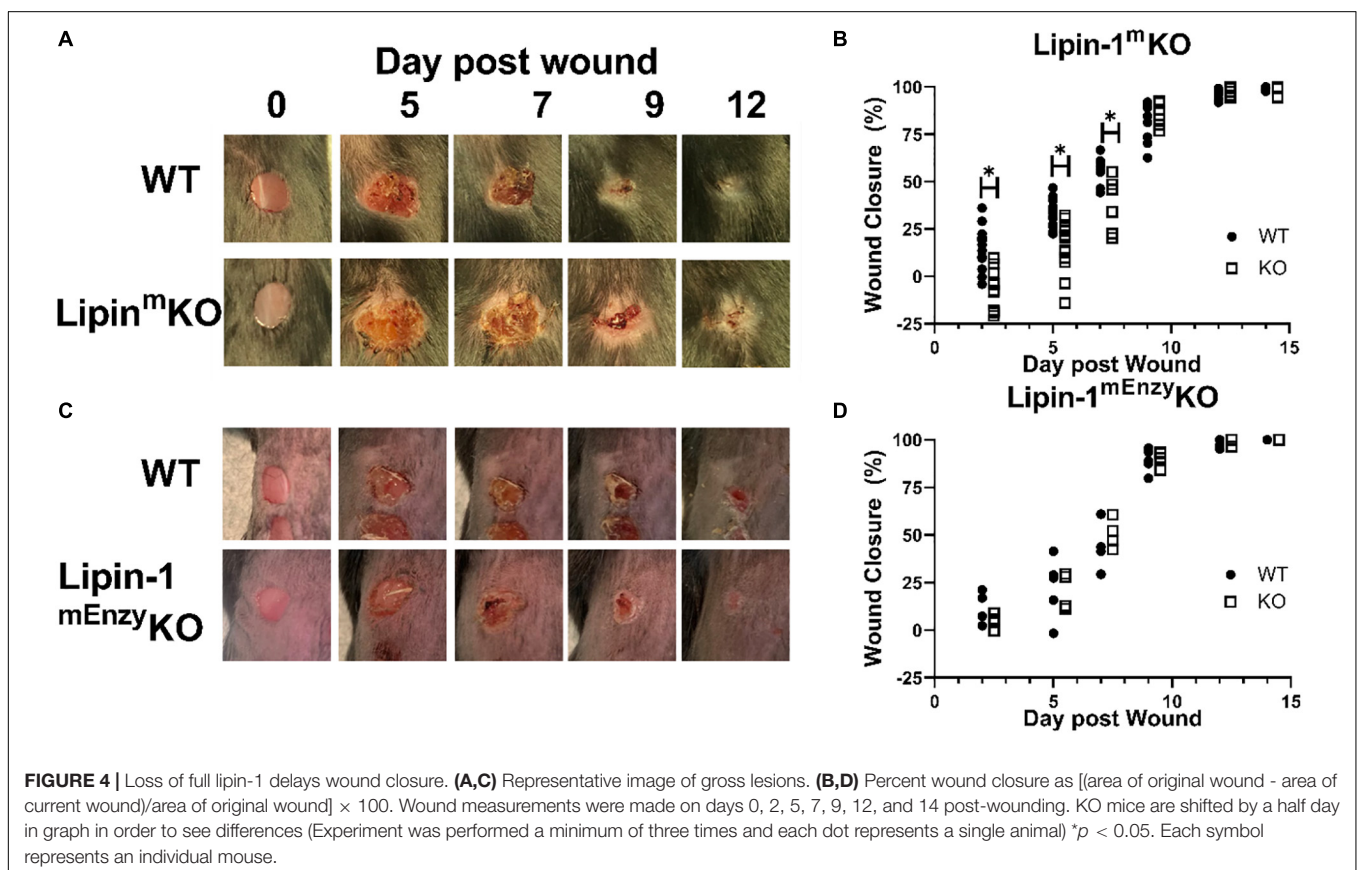 A
Day post wound
0 5 7 9 12
WT
LipinᵐKO
B
Lipin-1ᵐKO
Wound Closure (%)
100
75
50
25
0
-25
* * *
WT
KO
0 5 10 15
Day post Wound
C
WT
Lipin-1
mEnzyKO
D
Lipin-1mEnzyKO
Wound Closure (%)
100
75
50
25
0
-25
WT
KO
0 5 10 15
Day post Wound
FIGURE 4 | Loss of full lipin-1 delays wound closure. (A,C) Representative image of gross lesions. (B,D) Percent wound closure as [(area of original wound - area of
current wound)/area of original wound] × 100. Wound measurements were made on days 0, 2, 5, 7, 9, 12, and 14 post-wounding. KO mice are shifted by a half day
in graph in order to see differences (Experiment was performed a minimum of three times and each dot represents a single animal) *p < 0.05. Each symbol
represents an individual mouse.